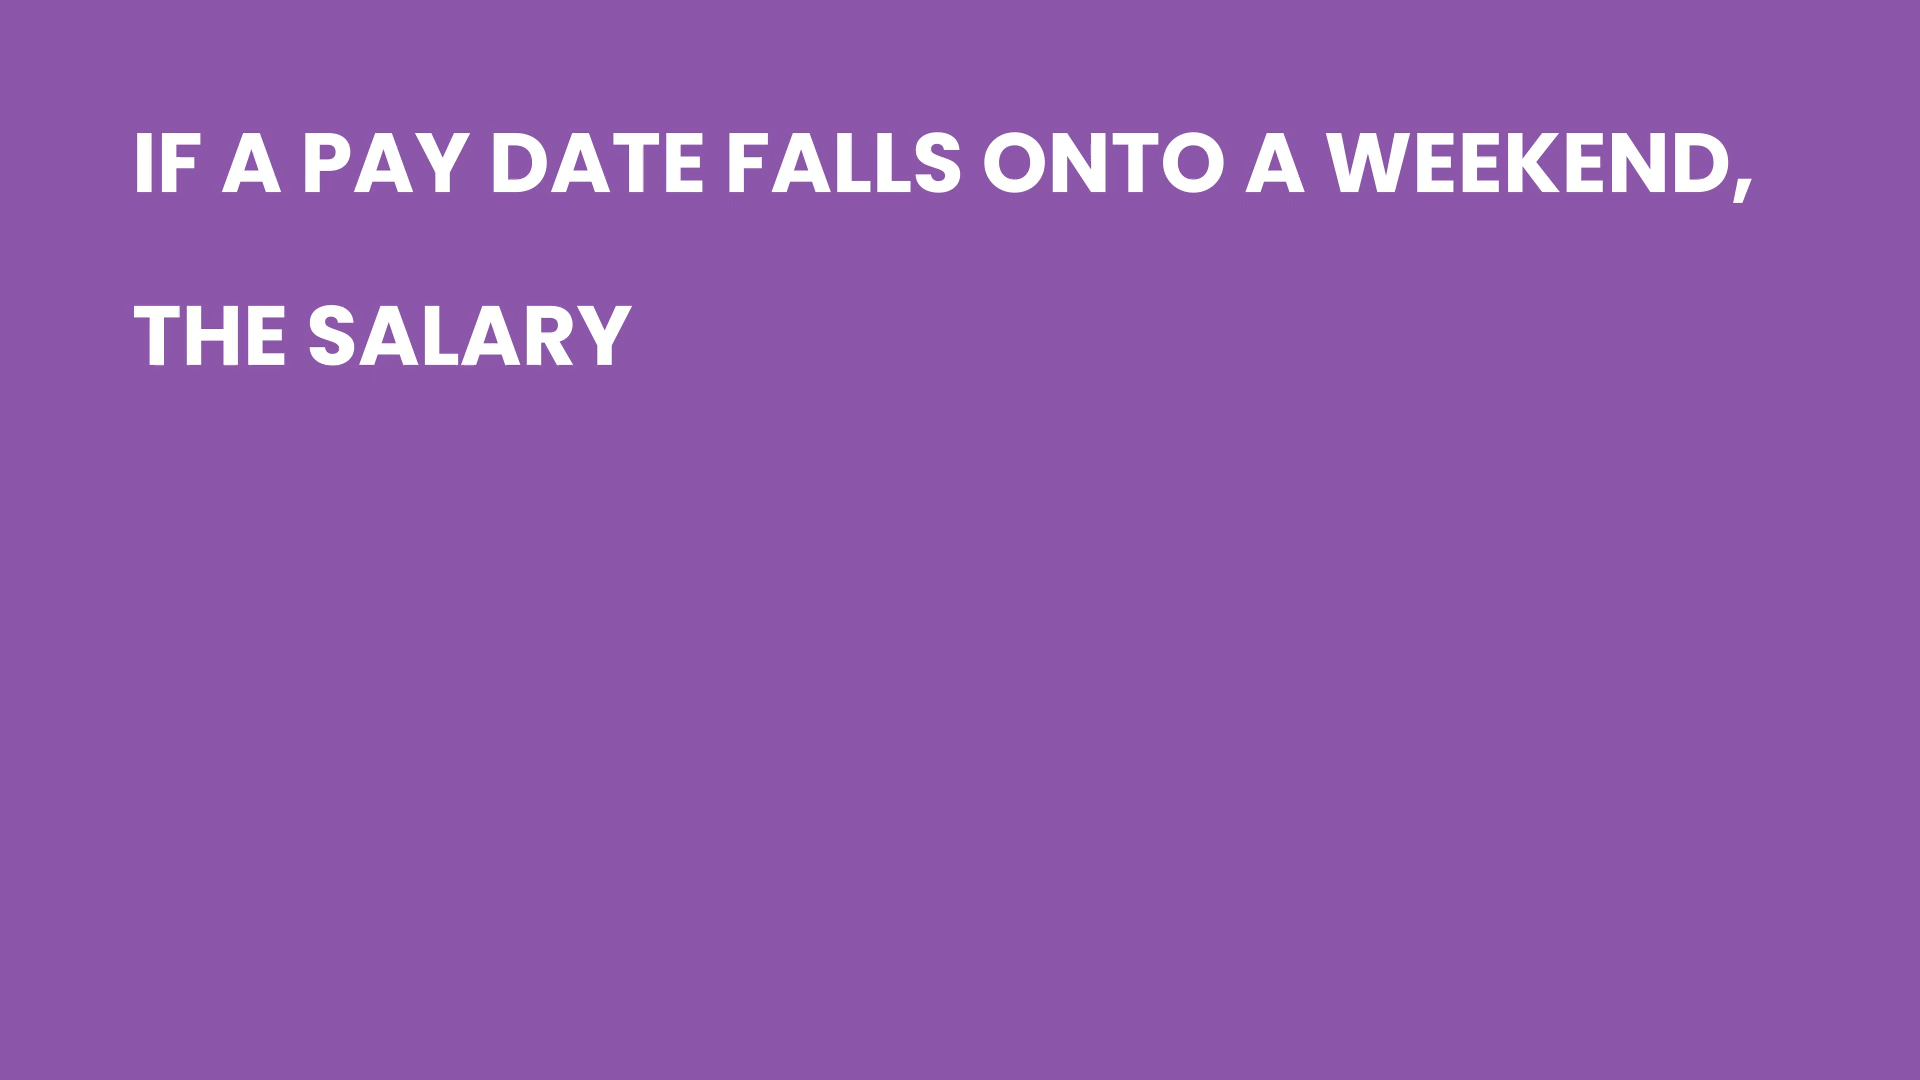 IF A PAY DATE FALLS ONTO A WEEKEND,
THE SALARY